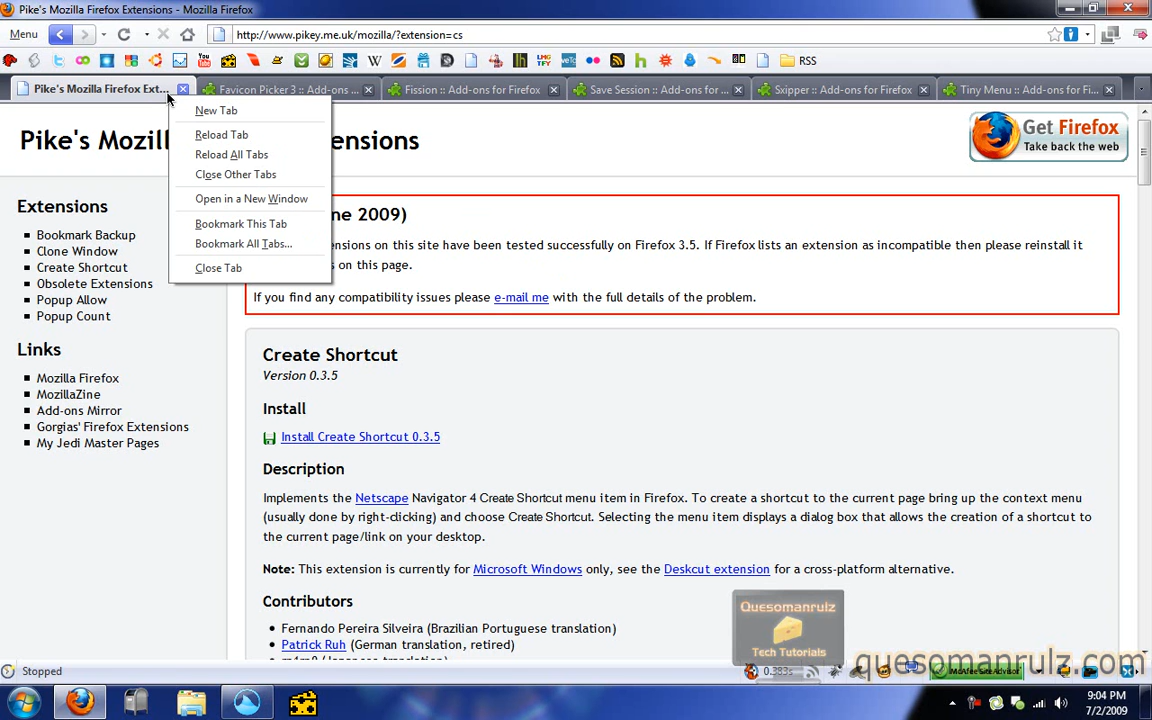 Pike's Mozilla Firefox Extensions - Mozilla Firefox
Menu
http://www.pikey.me.uk/mozilla/?extension=cs
RSS
Pike's Mozilla Firefox Ext...
Favicon Picker 3 :: Add-ons ...
Fission :: Add-ons for Firefox
Save Session :: Add-ons for ...
Sxipper :: Add-ons for Firefox
Tiny Menu :: Add-ons for Fi...
New Tab
Reload Tab
Reload All Tabs
Close Other Tabs
Open in a New Window
Bookmark This Tab
Bookmark All Tabs...
Close Tab
Pike's Mozil
ensions
Get Firefox
Take back the web
Extensions
Bookmark Backup
Clone Window
Create Shortcut
Obsolete Extensions
Popup Allow
Popup Count
Links
Mozilla Firefox
MozillaZine
Add-ons Mirror
Gorgias' Firefox Extensions
My Jedi Master Pages
ne 2009)
ensions on this site have been tested successfully on Firefox 3.5. If Firefox lists an extension as incompatible then please reinstall it
s on this page.
If you find any compatibility issues please e-mail me with the full details of the problem.
Create Shortcut
Version 0.3.5
Install
Install Create Shortcut 0.3.5
Description
Implements the Netscape Navigator 4 Create Shortcut menu item in Firefox. To create a shortcut to the current page bring up the context menu
(usually done by right-clicking) and choose Create Shortcut. Selecting the menu item displays a dialog box that allows the creation of a shortcut to
the current page/link on your desktop.
Note: This extension is currently for Microsoft Windows only, see the Deskcut extension for a cross-platform alternative.
Contributors
Fernando Pereira Silveira (Brazilian Portuguese translation)
Patrick Ruh (German translation, retired)
Quesomanrulz
Tech Tutorials
quesomanrulz.com
Stopped
0.383s
McAfee SiteAdvisor
9:04 PM
7/2/2009